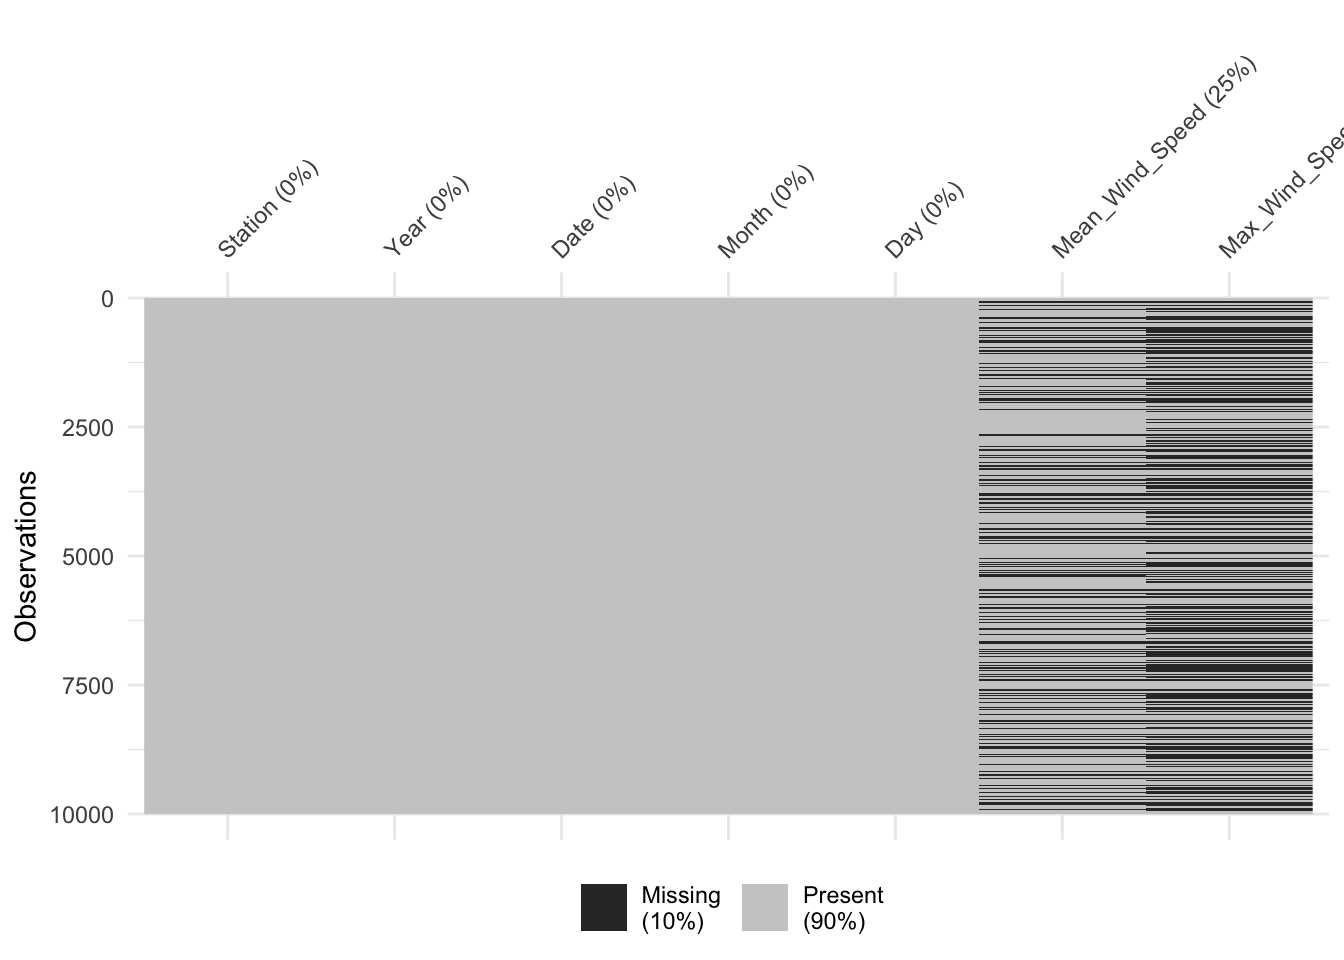 Station (0%)
Year (0%)
Date (0%)
Month (0%)
Day (0%)
Mean_Wind_Speed (25%)
Max_Wind_Spee
Observations
0
2500
5000
7500
10000
Missing
(10%)
Present
(90%)